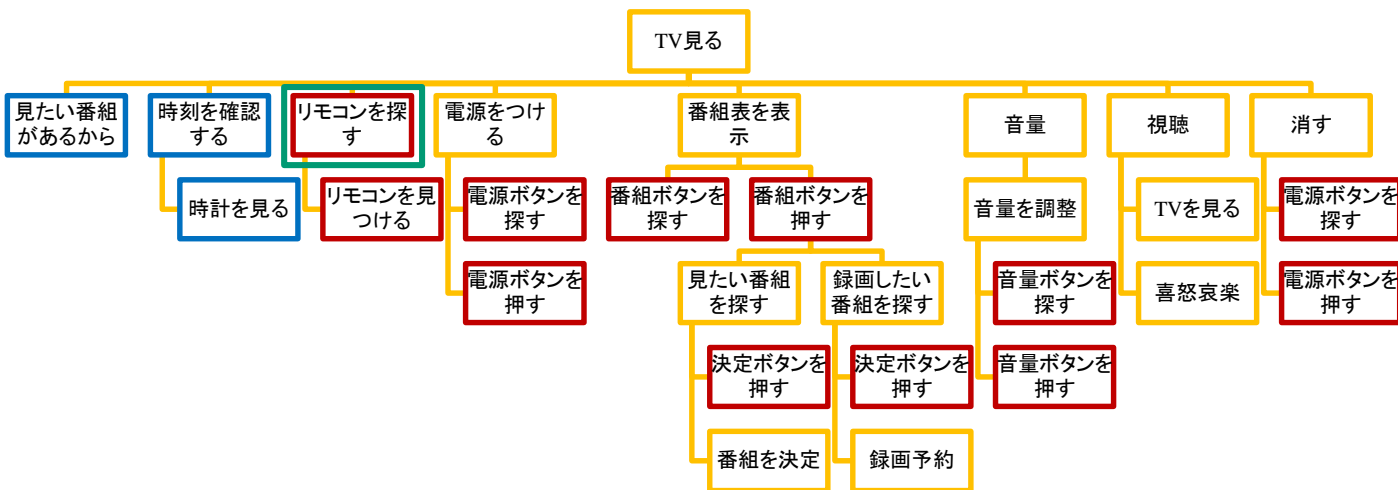 TV見る
見たい番組
があるから
時刻を確認
する
リモコンを探
す
電源をつけ
る
番組表を表
示
音量
視聴
消す
時計を見る
リモコンを見
つける
電源ボタンを
探す
番組ボタンを
探す
番組ボタンを
押す
音量を調整
TVを見る
電源ボタンを
探す
電源ボタンを
押す
見たい番組
を探す
録画したい
番組を探す
音量ボタンを
探す
喜怒哀楽
電源ボタンを
押す
決定ボタンを
押す
決定ボタンを
押す
音量ボタンを
押す
番組を決定
録画予約